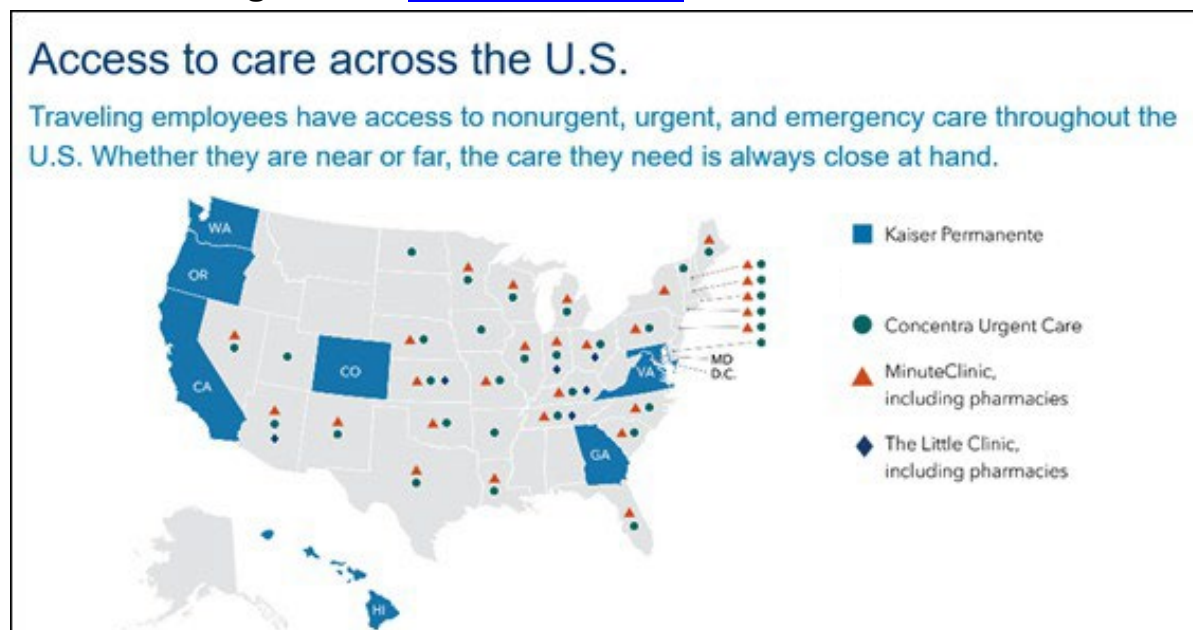 Access to care across the U.S.
Traveling employees have access to nonurgent, urgent, and emergency care throughout the
U.S. Whether they are near or far, the care they need is always close at hand.
WA
OR
CA
CO
VA
MD
D.C.
GA
HI
Kaiser Permanente
Concentra Urgent Care
MinuteClinic,
including pharmacies
The Little Clinic,
including pharmacies